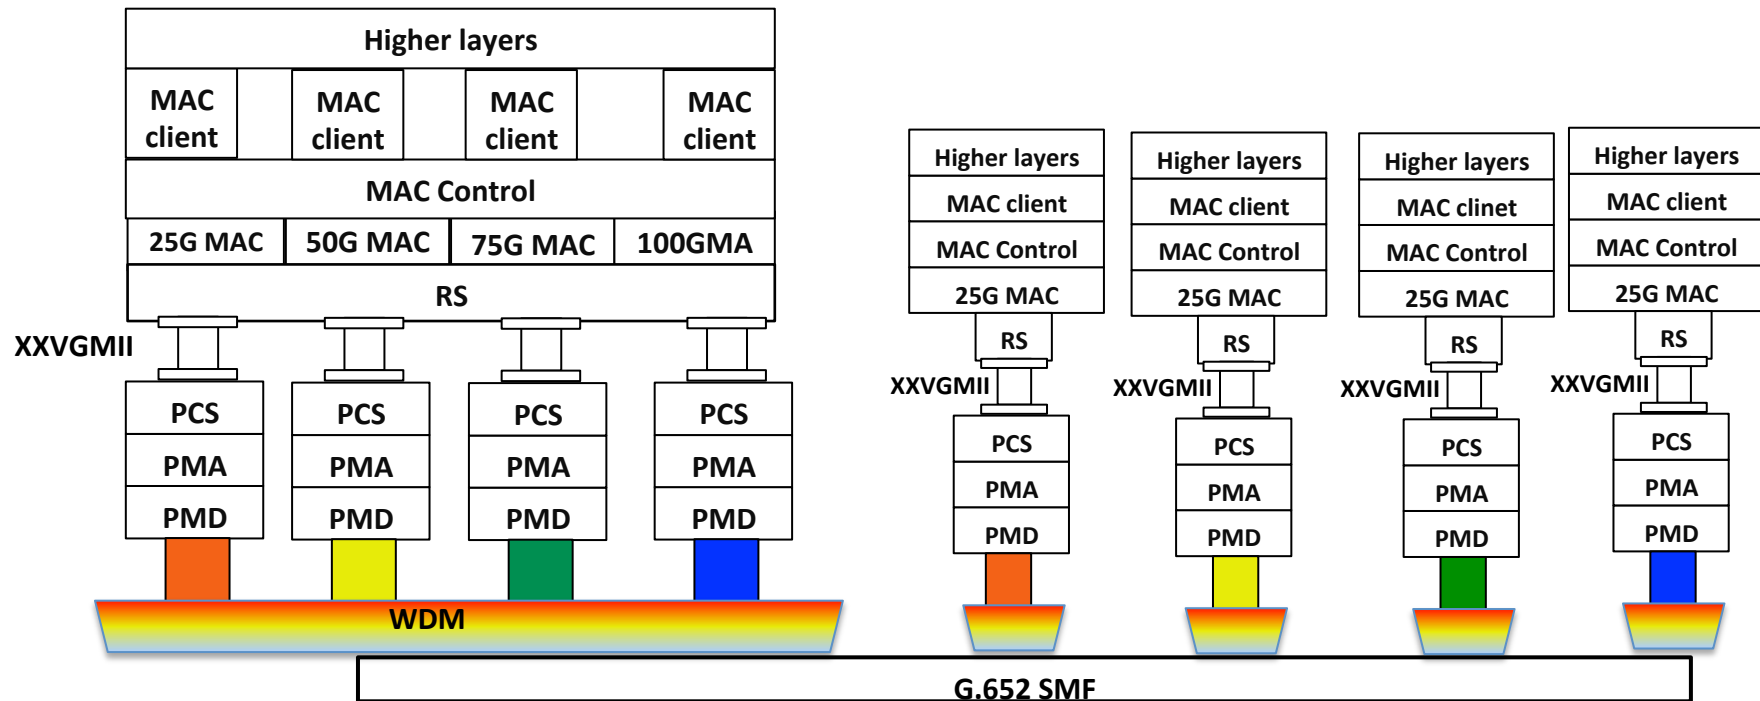 Higher layers
MAC client
MAC client
MAC client
MAC client
MAC Control
25G MAC
50G MAC
75G MAC
100GMA
RS
XXVGMII
PCS
PCS
PCS
PCS
PMA
PMA
PMA
PMA
PMD
PMD
PMD
PMD
WDM
Higher layers
MAC client
MAC Control
25G MAC
RS
XXVGMII
PCS
PMA
PMD
Higher layers
MAC client
MAC Control
25G MAC
RS
XXVGMII
PCS
PMA
PMD
Higher layers
MAC clinet
MAC Control
25G MAC
RS
XXVGMII
PCS
PMA
PMD
Higher layers
MAC client
MAC Control
25G MAC
RS
XXVGMII
PCS
PMA
PMD
G.652 SMF